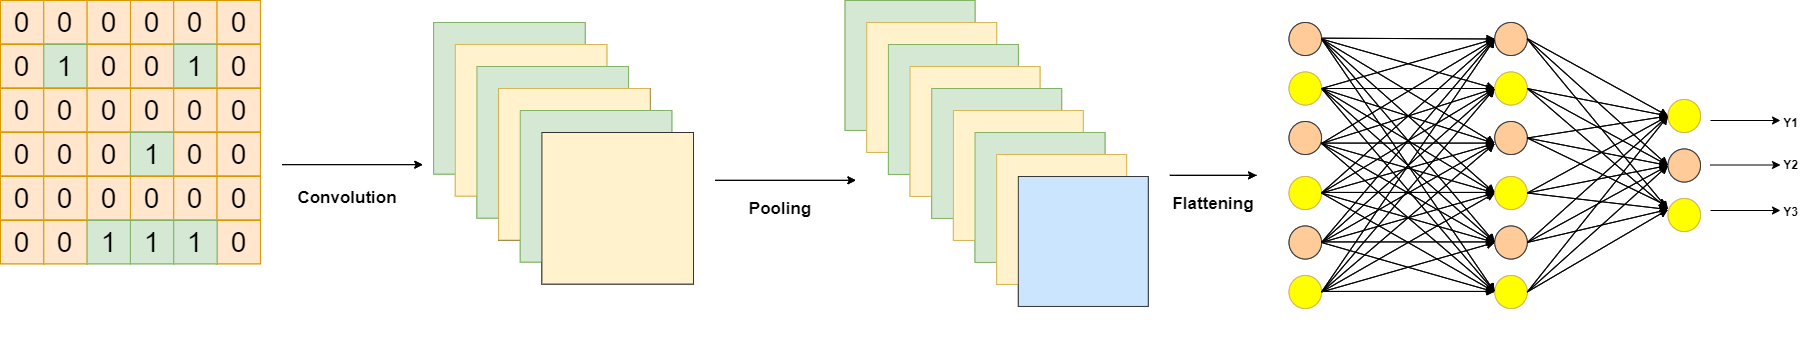 0 0 0 0 0 0
0 1 0 0 1 0
0 0 0 0 0 0
0 0 0 1 0 0
0 0 0 0 0 0
0 0 1 1 1 0
Convolution
Pooling
Flattening
Y1
Y2
Y3